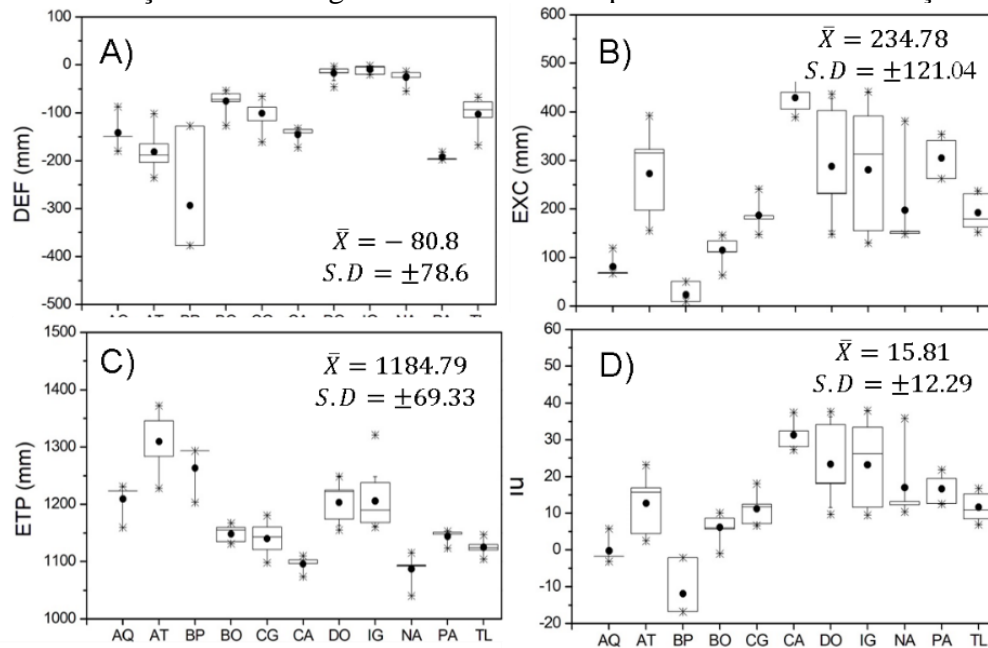 A)
X̄ = − 80.8
S.D = ±78.6
DEF (mm)
100
0
-100
-200
-300
-400
-500
B)
X̄ = 234.78
S.D = ±121.04
EXC (mm)
600
500
400
300
200
100
0
C)
X̄ = 1184.79
S.D = ±69.33
ETP (mm)
1500
1400
1300
1200
1100
1000
AQ AT BP BO CG CA DO IG NA PA TL
D)
X̄ = 15.81
S.D = ±12.29
IU
60
50
40
30
20
10
0
-10
-20
AQ AT BP BO CG CA DO IG NA PA TL